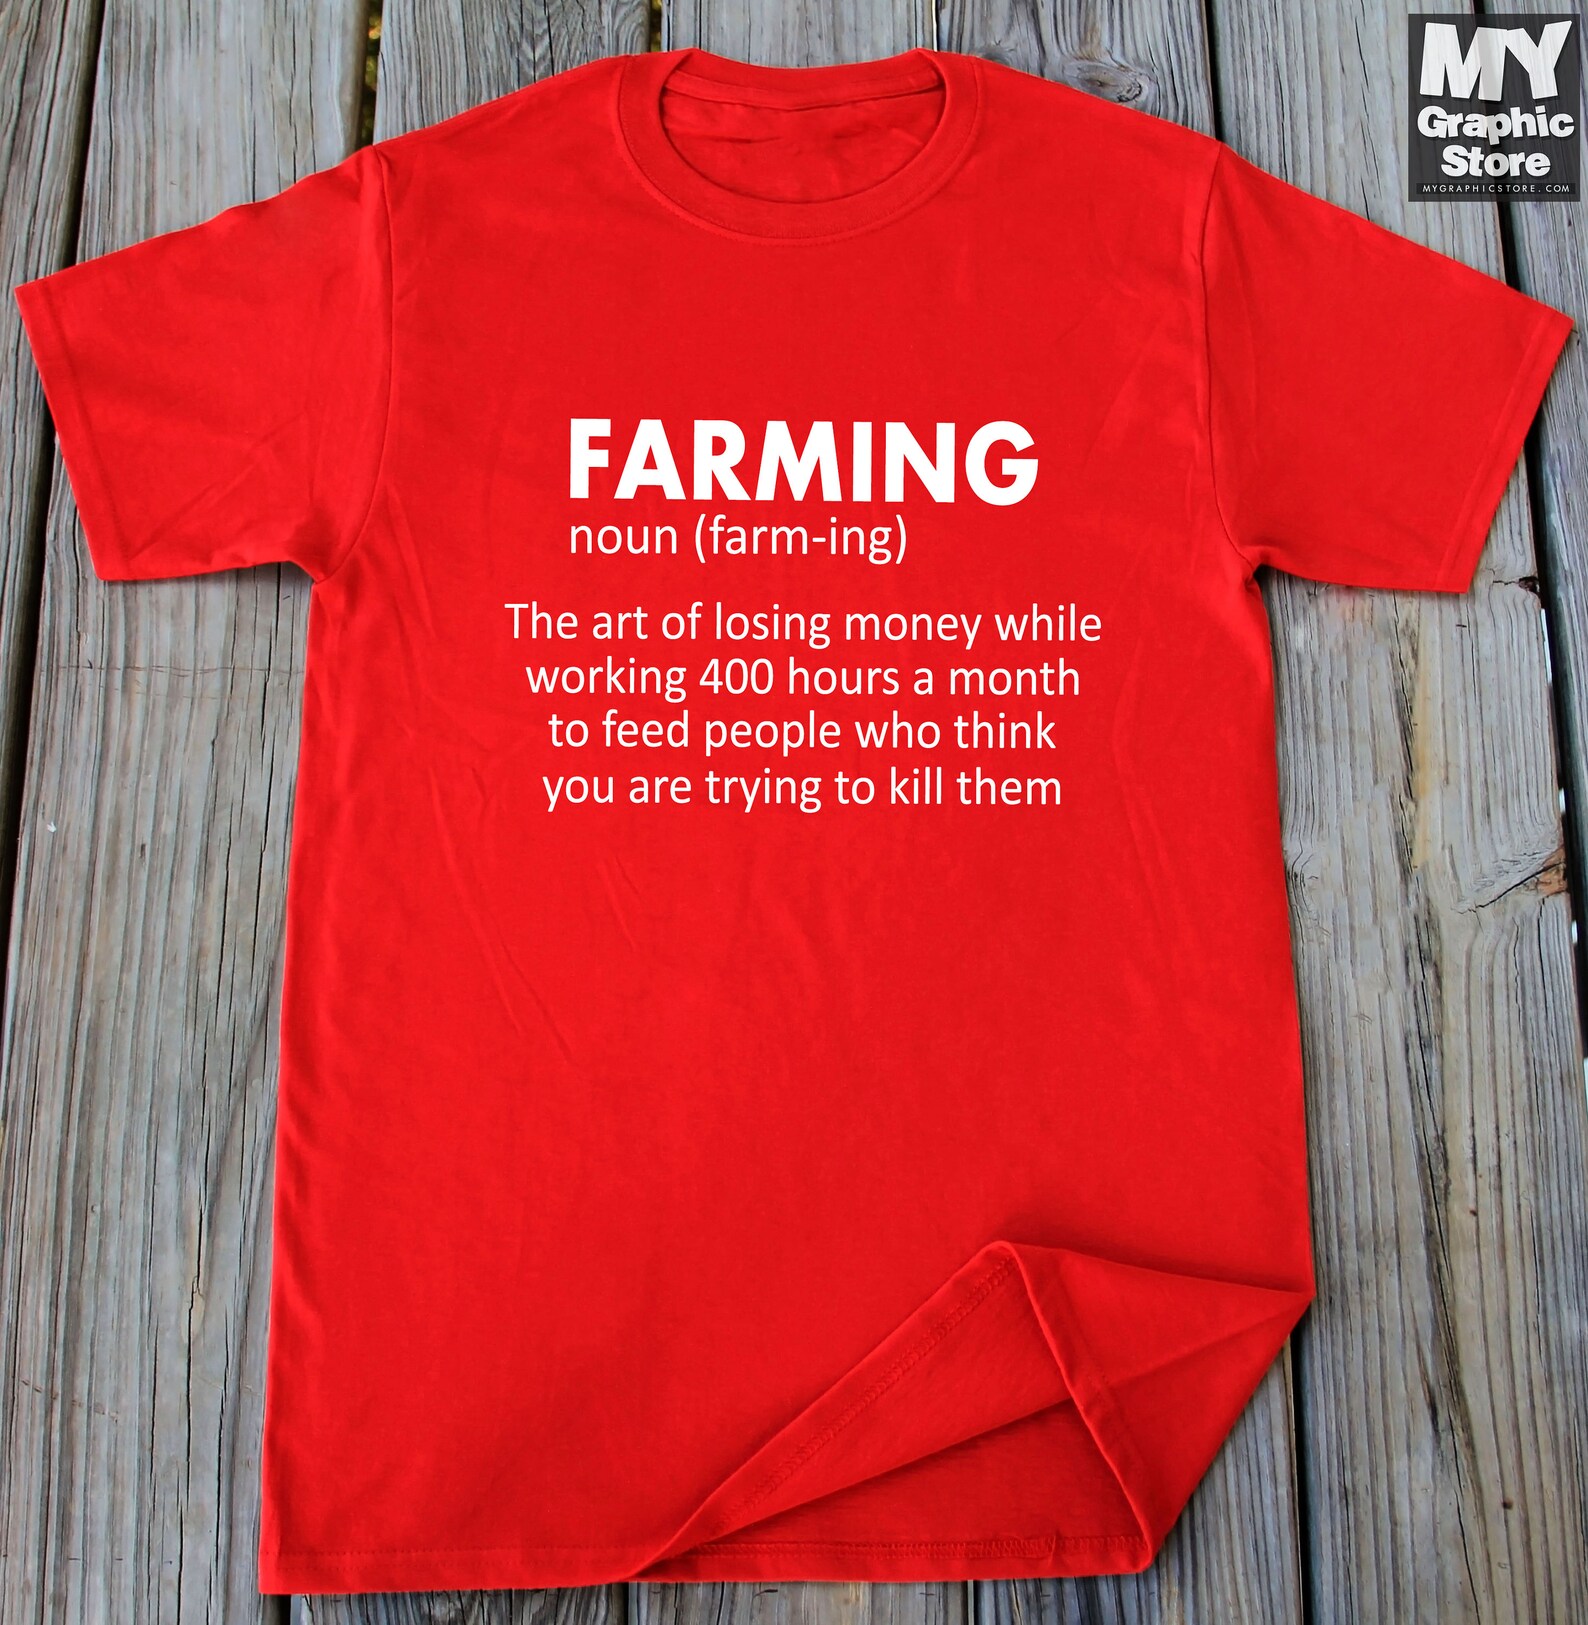 MY
Graphic
Store
MYGRAPHICSTORE.COM
FARMING
noun (farm-ing)
The art of losing money while
working 400 hours a month
to feed people who think
you are trying to kill them